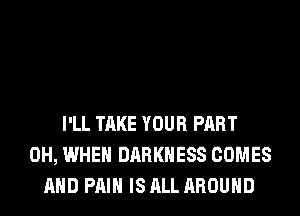 I'LL TAKE YOUR PART
OH, WHEN DARKNESS COMES
AND PAIN IS ALL AROUND